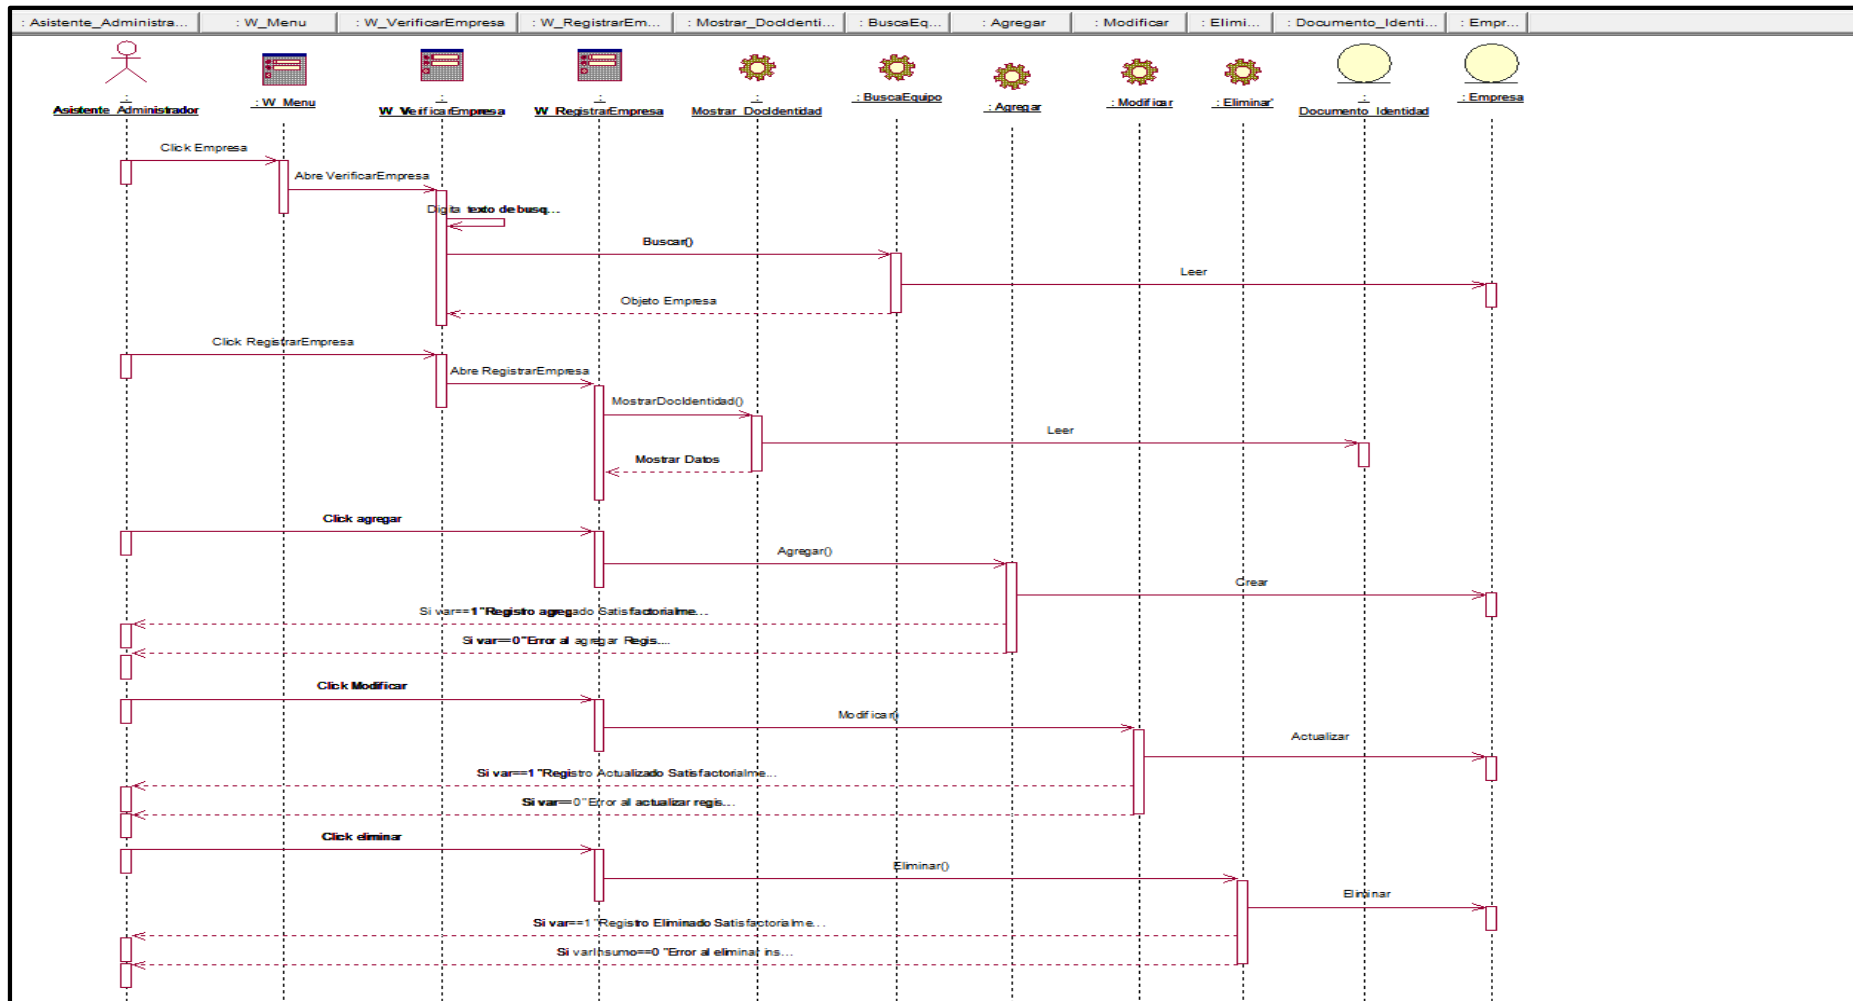 : Asistente_Administra... : W_Menu : W_VerificarEmpresa : W_RegistrarEm... : Mostrar_DocIdenti... : BuscaEq... : Agregar : Modificar : Elimi... : Documento_Identi... : Empr...
: Asistente_Administrador
: W_Menu
: W_VerificarEmpresa
: W_RegistrarEmpresa
: Mostrar_DocIdentidad
: BuscaEquipo
: Agregar
: Modificar
: Eliminar
: Documento_Identidad
: Empresa
Click Empresa
Abre VerificarEmpresa
Digita texto de busq...
Buscar()
Leer
Objeto Empresa
Click RegistrarEmpresa
Abre RegistrarEmpresa
MostrarDocIdentidad()
Leer
Mostrar Datos
Click agregar
Agregar()
Crear
Si var==1 "Registro agregado Satisfactorialme...
Si var==0 "Error al agregar Regis....
Click Modificar
Modificar()
Actualizar
Si var==1 "Registro Actualizado Satisfactorialme...
Si var==0 "Error al actualizar regis...
Click eliminar
Eliminar()
Eliminar
Si var==1 "Registro Eliminado Satisfactorialme...
Si varInsumo==0 "Error al eliminar ins...